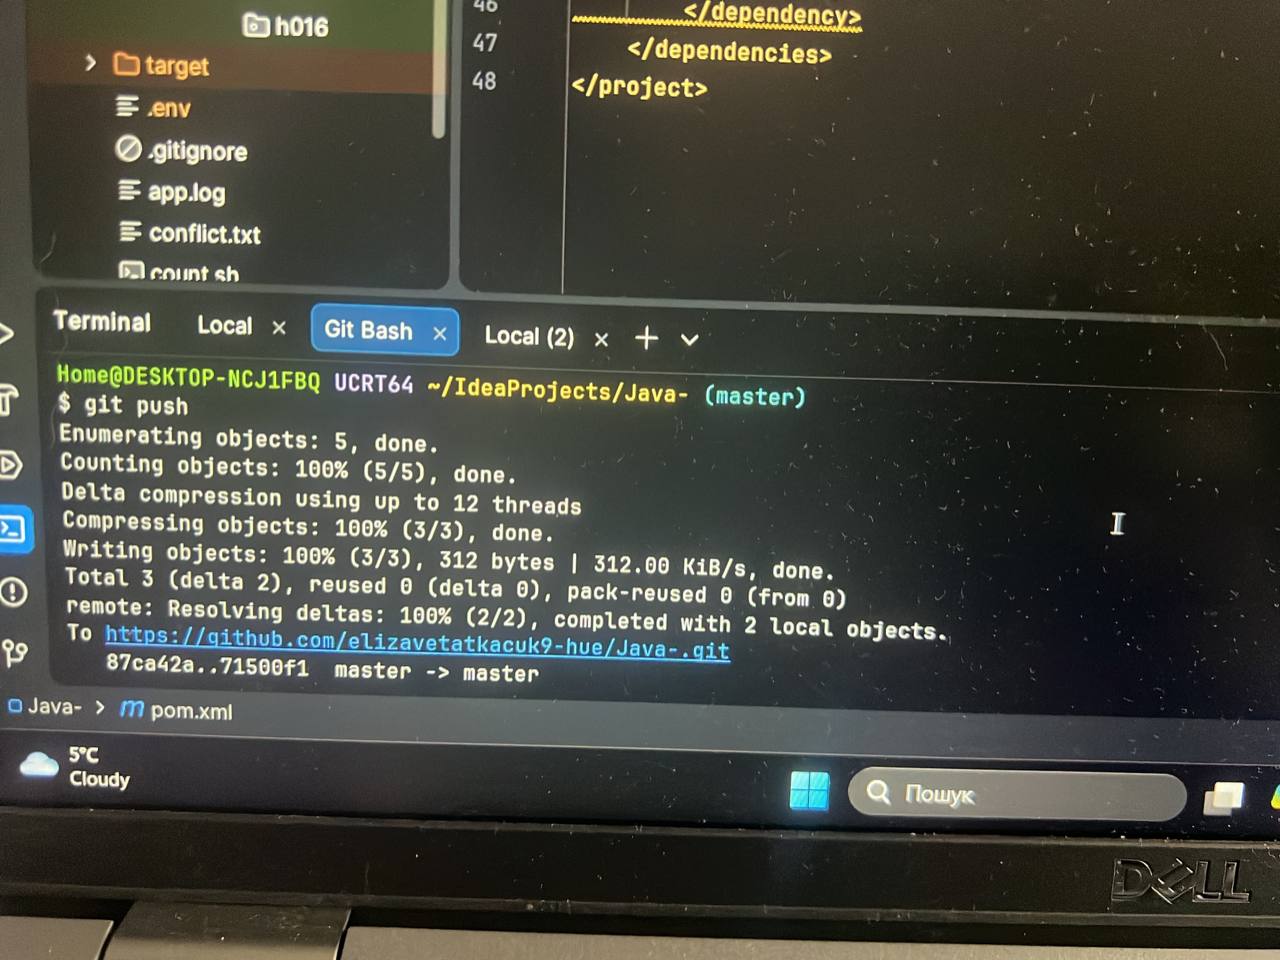 h016
target
.env
.gitignore
app.log
conflict.txt
count.sh
46 </dependency>
47 </dependencies>
48 </project>
Terminal Local × Git Bash × Local (2) × +
Home@DESKTOP-NCJ1FBQ UCRT64 ~/IdeaProjects/Java- (master)
$ git push
Enumerating objects: 5, done.
Counting objects: 100% (5/5), done.
Delta compression using up to 12 threads
Compressing objects: 100% (3/3), done.
Writing objects: 100% (3/3), 312 bytes | 312.00 KiB/s, done.
Total 3 (delta 2), reused 0 (delta 0), pack-reused 0 (from 0)
remote: Resolving deltas: 100% (2/2), completed with 2 local objects.
To https://github.com/elizavetatkacuk9-hue/Java-.git
87ca42a..71500f1 master -> master
Java- > m pom.xml
5°C
Cloudy
Пошук
DELL